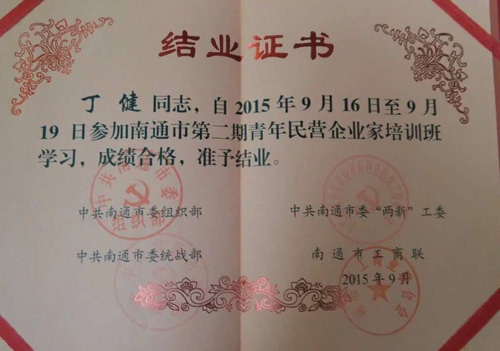 结业证书
丁健同志，自2015年9月16日至9月
19日参加南通市第二期青年民营企业家培训班
学习，成绩合格，准予结业。
中共南通市委组织部
中共南通市委“两新”工委
中共南通市委统战部
南通市工商联
2015年9月